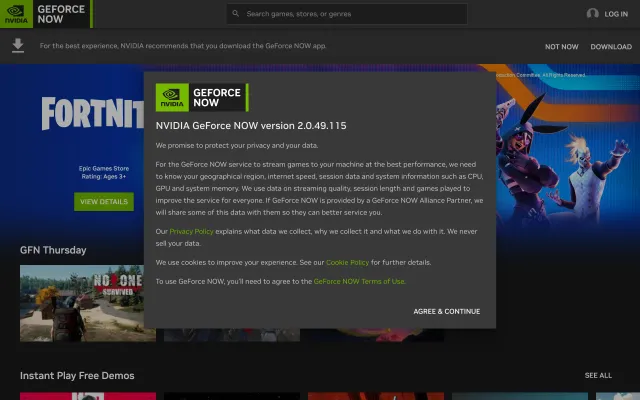 NVIDIA
GEFORCE
NOW
Search games, stores, or genres
LOG IN
For the best experience, NVIDIA recommends that you download the GeForce NOW app.
NOT NOW
DOWNLOAD
All Rights Reserved.
FORTNIT
Epic Games Store
Rating: Ages 3+
VIEW DETAILS
NVIDIA
GEFORCE
NOW
NVIDIA GeForce NOW version 2.0.49.115
We promise to protect your privacy and your data.
For the GeForce NOW service to stream games to your machine at the best performance, we need
to know your geographical region, internet speed, session data and system information such as CPU,
GPU and system memory. We use data on streaming quality, session length and games played to
improve the service for everyone. If GeForce NOW is provided by a GeForce NOW Alliance Partner, we
will share some of this data with them so they can better service you.
Our Privacy Policy explains what data we collect, why we collect it and what we do with it. We never
sell your data.
We use cookies to improve your experience. See our Cookie Policy for further details.
To use GeForce NOW, you'll need to agree to the GeForce NOW Terms of Use.
AGREE & CONTINUE
GFN Thursday
NO ONE
SURVIVED
Instant Play Free Demos
SEE ALL